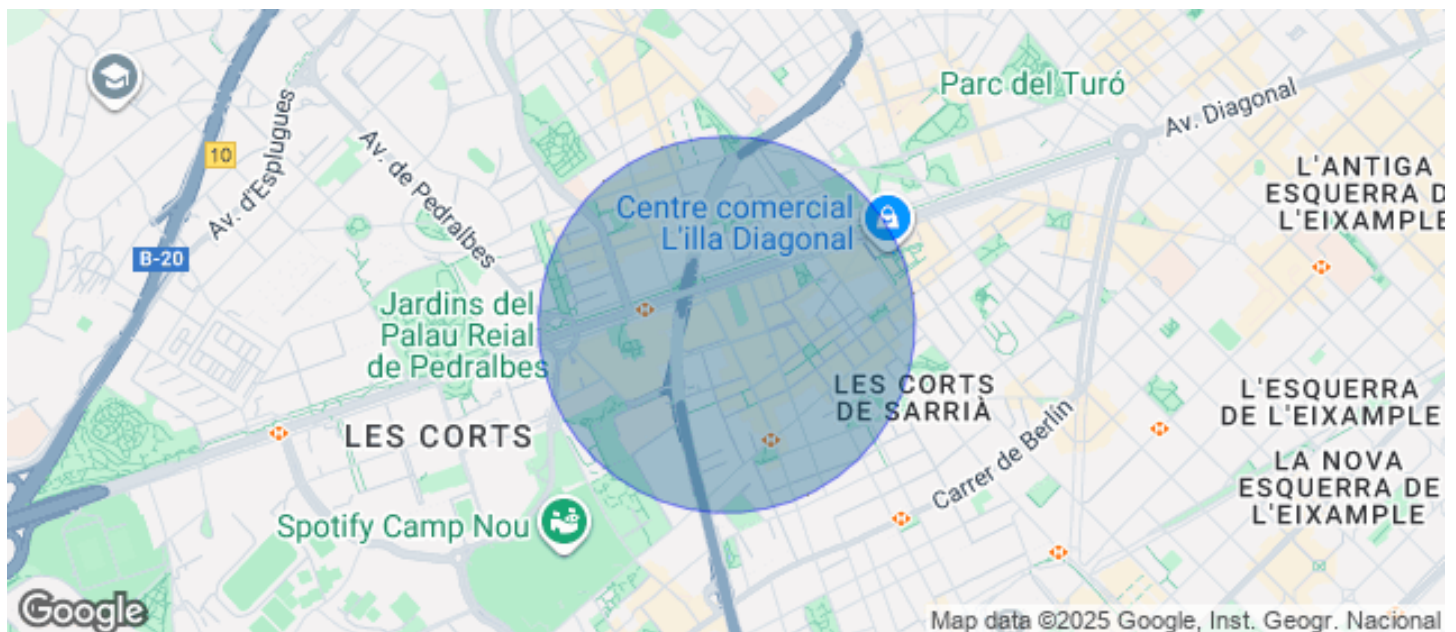 Parc del Turó
Av. Diagonal
10
Av. d'Esplugues
Av. de Pedralbes
L'ANTIGA
ESQUERRA D
L'EIXAMPLE
Centre comercial
L'illa Diagonal
B-20
Jardins del
Palau Reial
de Pedralbes
LES CORTS
DE SARRIÀ
L'ESQUERRA
DE L'EIXAMPLE
LES CORTS
Carrer de Berlín
LA NOVA
ESQUERRA DE
L'EIXAMPLE
Spotify Camp Nou
Google
Map data ©2025 Google, Inst. Geogr. Nacional